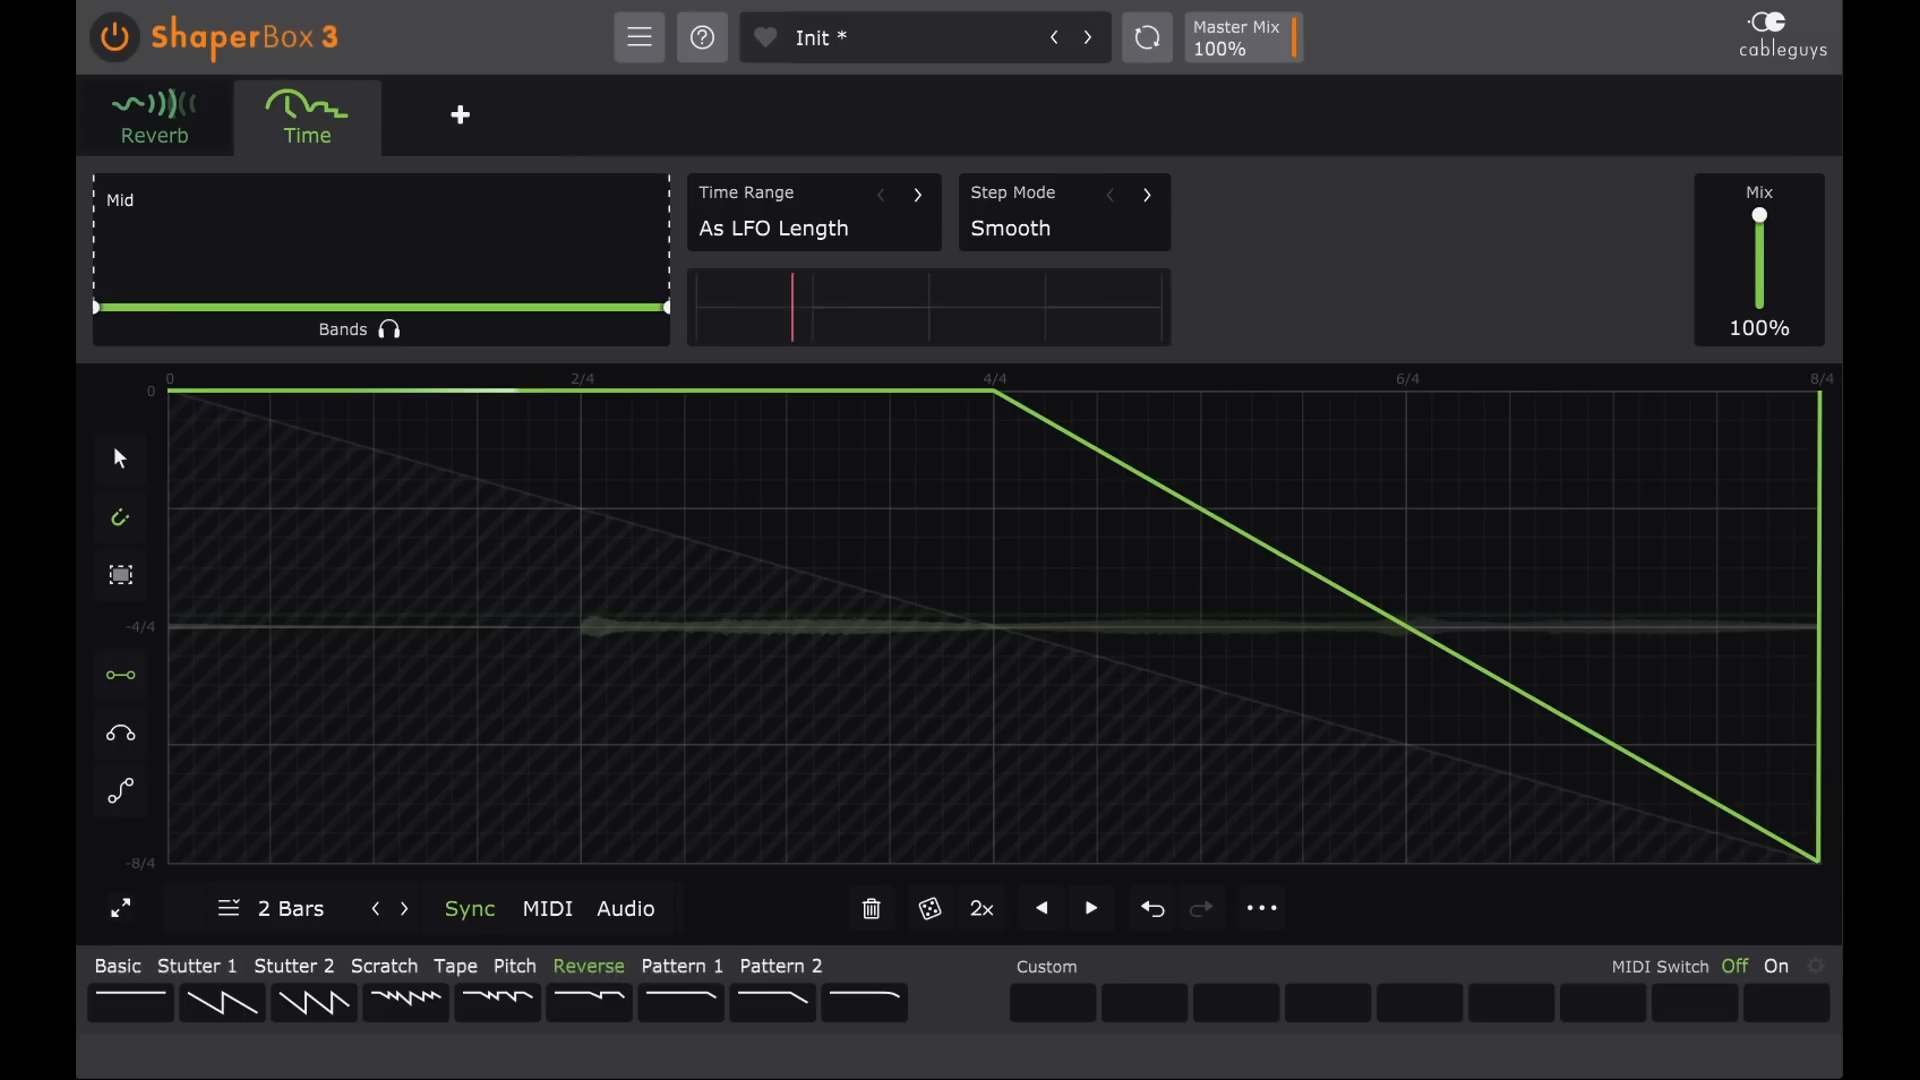 ShaperBox 3
Init *
Master Mix
100%
cableguys
Reverb
Time
Mid
Bands
Time Range
As LFO Length
Step Mode
Smooth
Mix
100%
0 2/4 4/4 6/4 8/4
0
-4/4
-8/4
2 Bars
Sync MIDI Audio
2x
Basic Stutter 1 Stutter 2 Scratch Tape Pitch Reverse Pattern 1 Pattern 2
Custom
MIDI Switch Off On